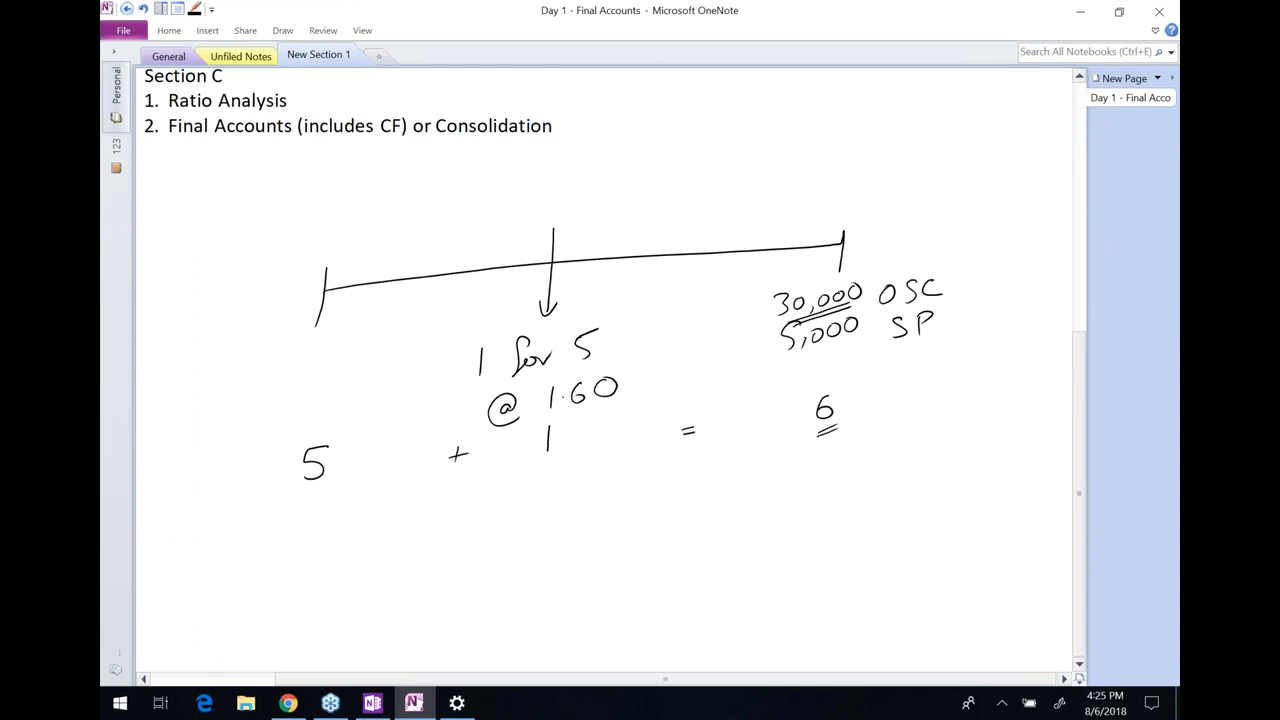 Day 1 - Final Accounts - Microsoft OneNote
File Home Insert Share Draw Review View
General Unfiled Notes New Section 1
Search All Notebooks (Ctrl+E)
New Page
Day 1 - Final Acco
Personal
123
Section C
1. Ratio Analysis
2. Final Accounts (includes CF) or Consolidation
30,000 OSC
5,000 SP
1 for 5
@ 1.60
5 + 1 = 6
4:25 PM
8/6/2018